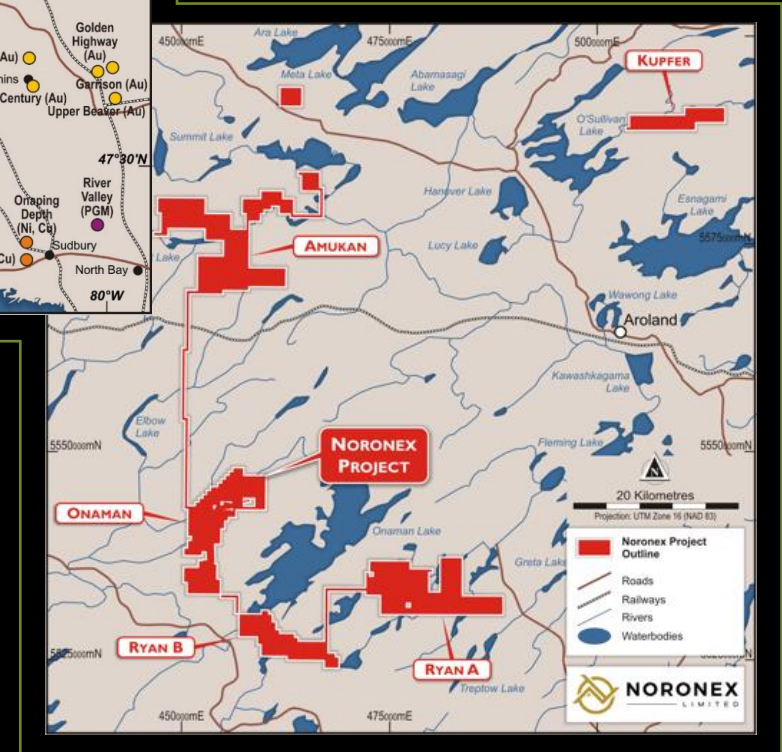 Golden
Highway
(Au)
Au)
mins
Century (Au)
Garrison (Au)
Upper Beaver (Au)
47°30'N
River
Valley
(PGM)
Onaping
Depth
(Ni, Cu)
Cu)
Sudbury
North Bay
80°W
450000mE
475000mE
500000mE
Ara Lake
Meta Lake
Abamasagi
Lake
KUPFER
O'Sullivan
Lake
Summit Lake
Hanover Lake
Esnagami
Lake
5575000mN
AMUKAN
Lake
Lucy Lake
Wawong Lake
Aroland
Kawashkagama
Lake
Elbow
Lake
5550000mN
Fleming Lake
5550000mN
NORONEX
PROJECT
N
20 Kilometres
Projection: UTM Zone 16 (NAD 83)
ONAMAN
Onaman Lake
Greta Lake
Noronex Project
Outline
Roads
Railways
Rivers
Waterbodies
RYAN B
5525000mN
RYAN A
Treptow Lake
NORONEX
LIMITED
450000mE
475000mE